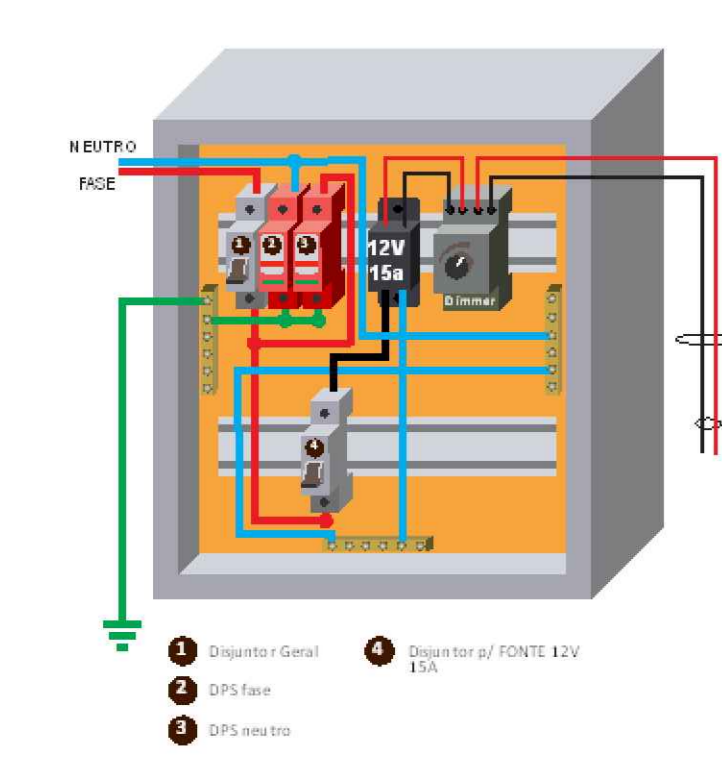 NEUTRO
FASE
1
2
3
12V
15a
Dimmer
4
1 Disjuntor Geral
2 DPS fase
3 DPS neutro
4 Disjuntor p/ FONTE 12V
15A